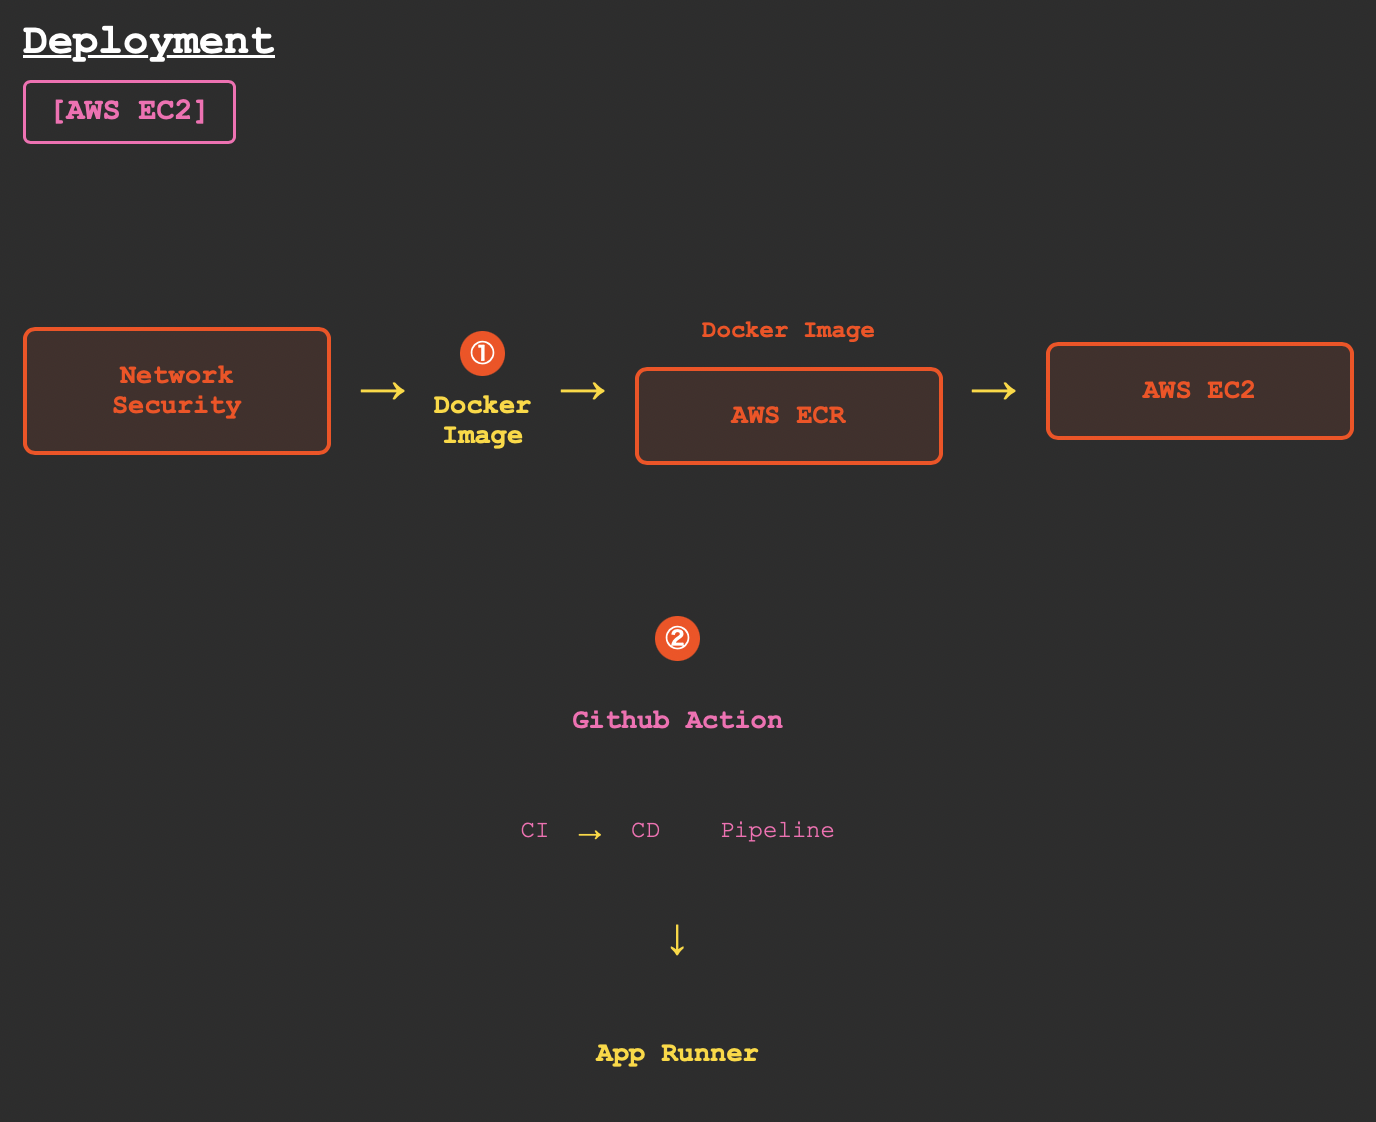 Deployment
[AWS EC2]
Network
Security
→
①
Docker
Image
→
Docker Image
AWS ECR
→
AWS EC2
②
Github Action
CI → CD Pipeline
↓
App Runner